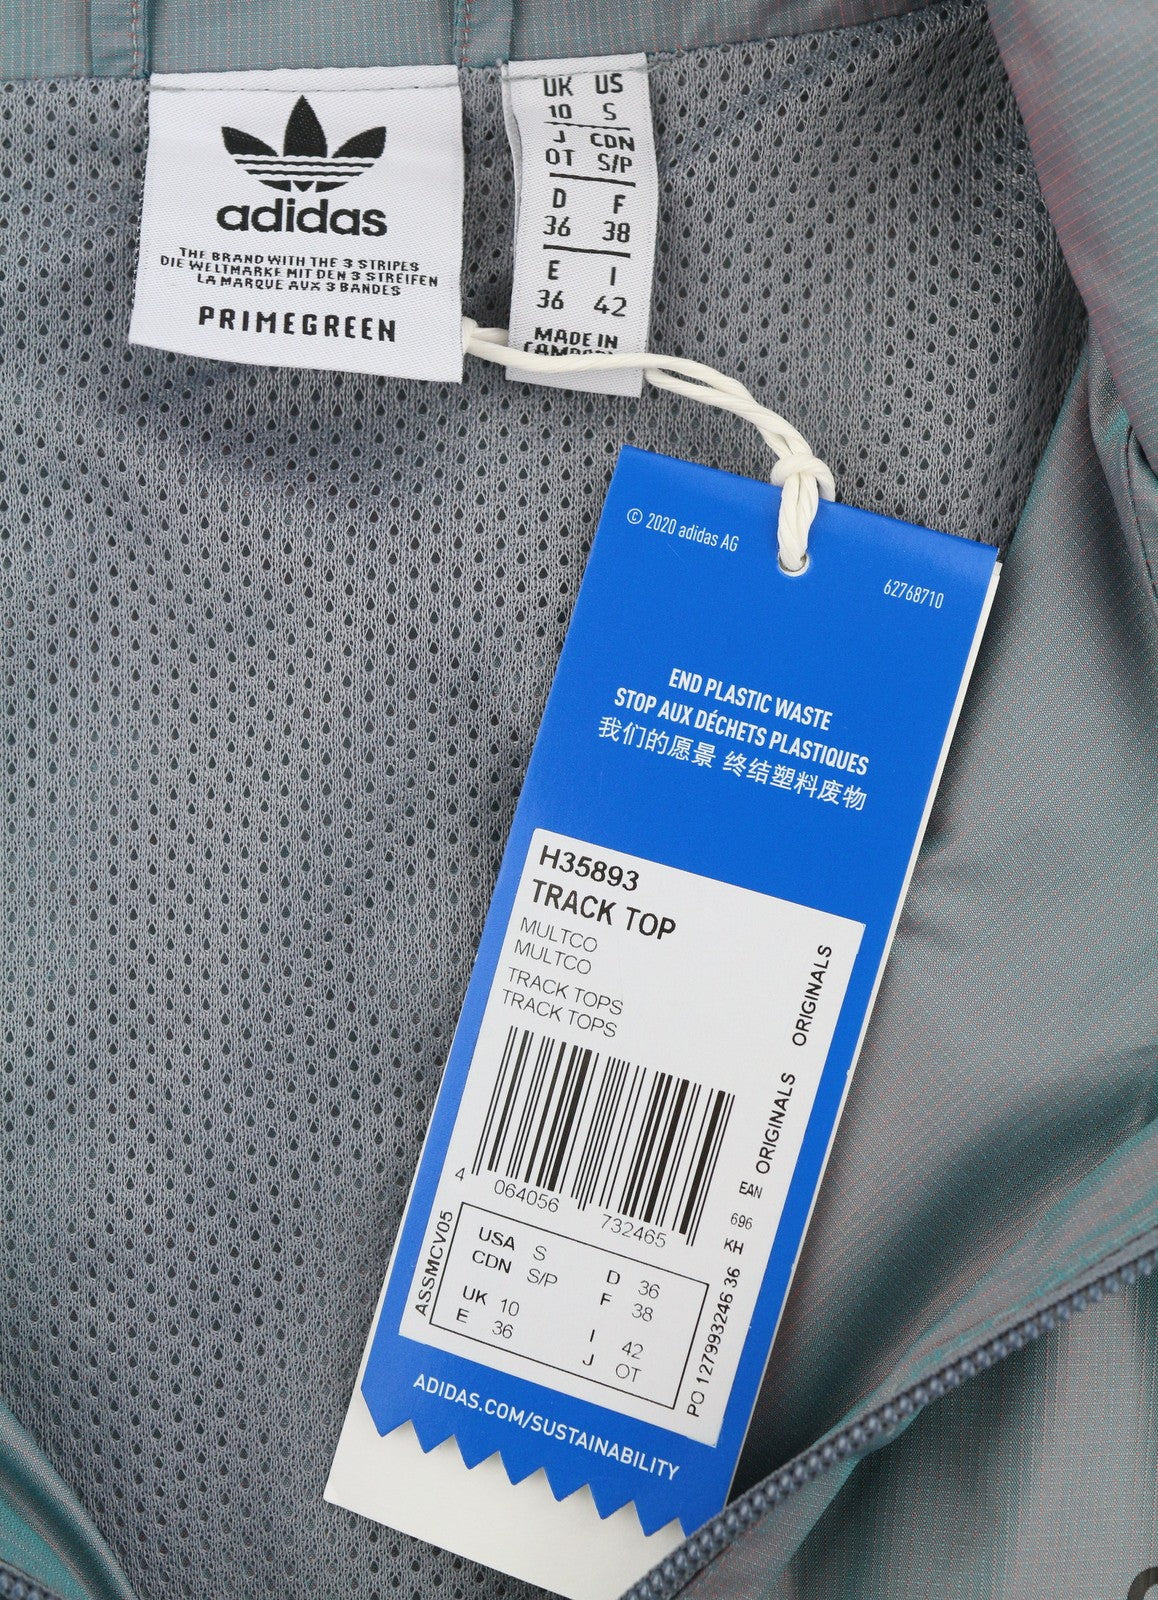 adidas
THE BRAND WITH THE 3 STRIPES
DIE WELTMARKE MIT DEN 3 STREIFEN
LA MARQUE AUX 3 BANDES
PRIMEGREEN
UK US
10 S
J CDN
OT S/P
D F
36 38
E I
36 42
MADE IN
© 2020 adidas AG
62768710
END PLASTIC WASTE
STOP AUX DÉCHETS PLASTIQUES
我们的愿景 终结塑料废物
H35893
TRACK TOP
MULTCO
MULTCO
TRACK TOPS
TRACK TOPS
ORIGINALS
ORIGINALS
4 064056 732465
EAN
696
KH
ASSMCV05
USA S D 36
CDN S/P F 38
UK 10 I 42
E 36 J OT
PO 127993246 36
ADIDAS.COM/SUSTAINABILITY